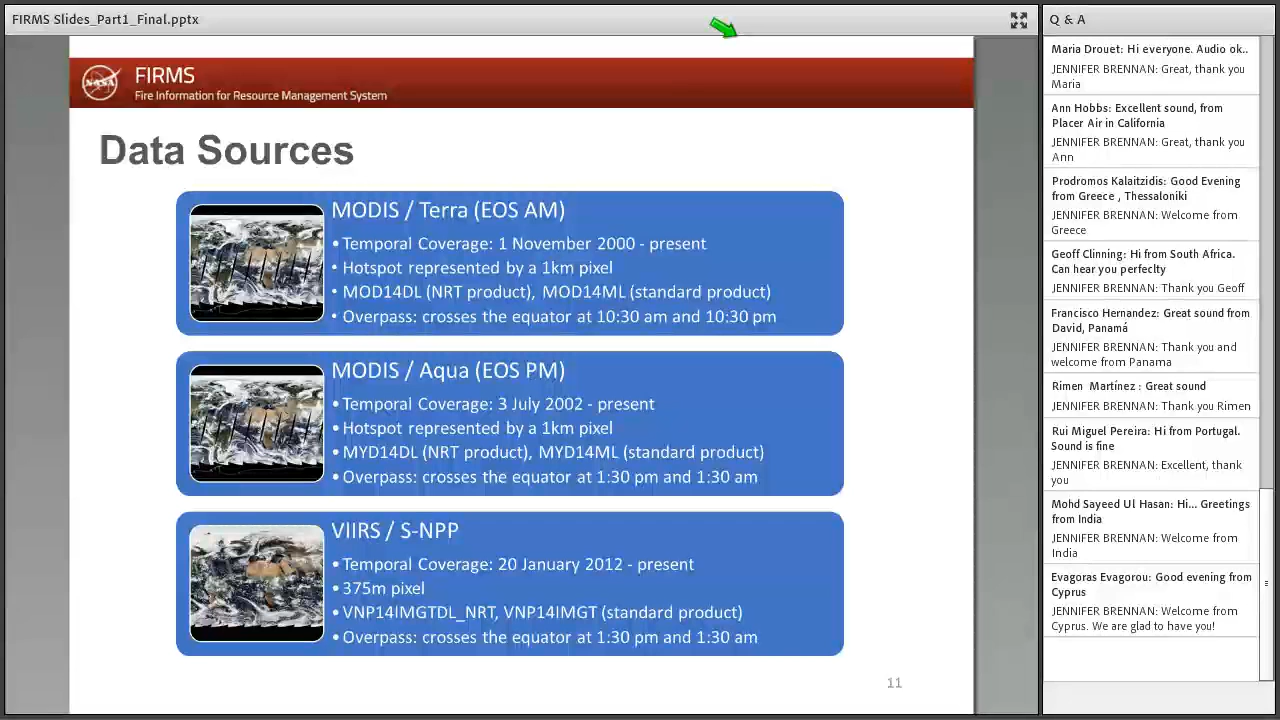 FIRMS Slides_Part1_Final.pptx
NASA
FIRMS
Fire Information for Resource Management System
Data Sources
MODIS / Terra (EOS AM)
• Temporal Coverage: 1 November 2000 - present
• Hotspot represented by a 1km pixel
• MOD14DL (NRT product), MOD14ML (standard product)
• Overpass: crosses the equator at 10:30 am and 10:30 pm
MODIS / Aqua (EOS PM)
• Temporal Coverage: 3 July 2002 - present
• Hotspot represented by a 1km pixel
• MYD14DL (NRT product), MYD14ML (standard product)
• Overpass: crosses the equator at 1:30 pm and 1:30 am
VIIRS / S-NPP
• Temporal Coverage: 20 January 2012 - present
• 375m pixel
• VNP14IMGTDL_NRT, VNP14IMGT (standard product)
• Overpass: crosses the equator at 1:30 pm and 1:30 am
11
Q & A
Maria Drouet: Hi everyone. Audio ok..
JENNIFER BRENNAN: Great, thank you
Maria
Ann Hobbs: Excellent sound, from
Placer Air in California
JENNIFER BRENNAN: Great, thank you
Ann
Prodromos Kalaitzidis: Good Evening
from Greece , Thessaloniki
JENNIFER BRENNAN: Welcome from
Greece
Geoff Clinning: Hi from South Africa.
Can hear you perfeclty
JENNIFER BRENNAN: Thank you Geoff
Francisco Hernandez: Great sound from
David, Panamá
JENNIFER BRENNAN: Thank you and
welcome from Panama
Rimen  Martínez : Great sound
JENNIFER BRENNAN: Thank you Rimen
Rui Miguel Pereira: Hi from Portugal.
Sound is fine
JENNIFER BRENNAN: Excellent, thank
you
Mohd Sayeed Ul Hasan: Hi... Greetings
from India
JENNIFER BRENNAN: Welcome from
India
Evagoras Evagorou: Good evening from
Cyprus
JENNIFER BRENNAN: Welcome from
Cyprus. We are glad to have you!